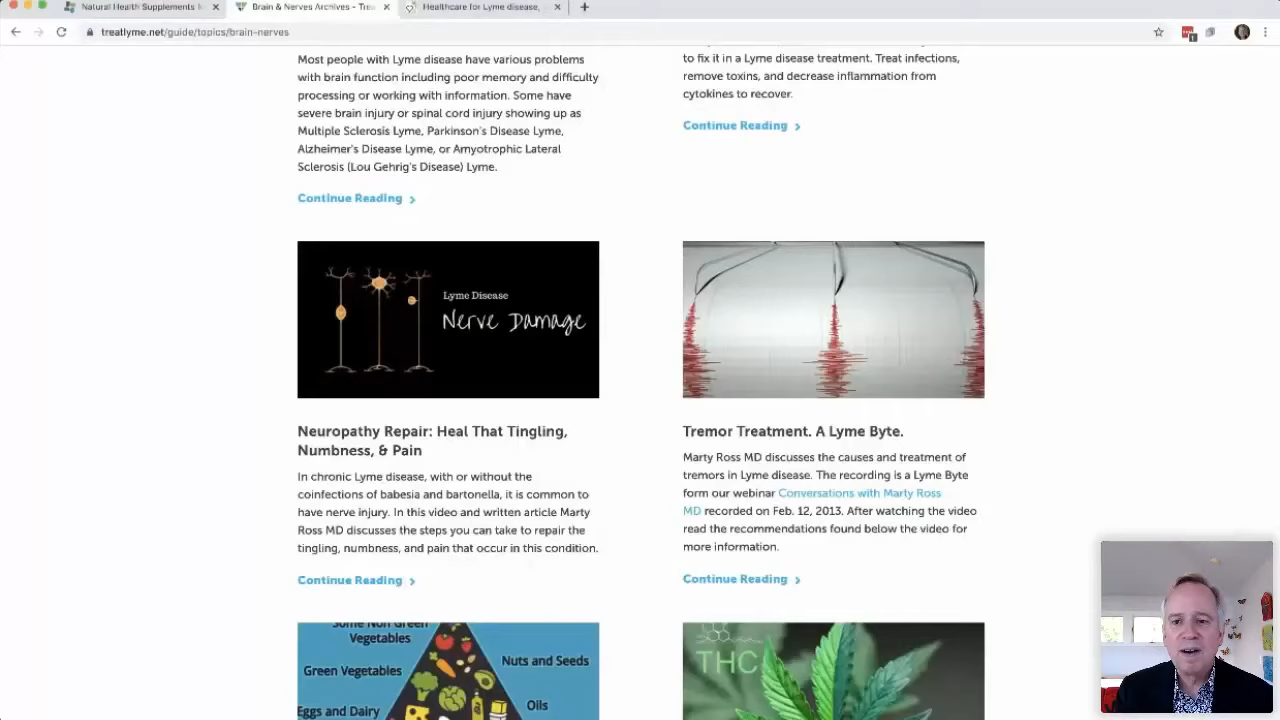 Natural Health Supplements
Brain & Nerves Archives - Trea
Healthcare for Lyme disease,
treatlyme.net/guide/topics/brain-nerves
Most people with Lyme disease have various problems
with brain function including poor memory and difficulty
processing or working with information. Some have
severe brain injury or spinal cord injury showing up as
Multiple Sclerosis Lyme, Parkinson's Disease Lyme,
Alzheimer's Disease Lyme, or Amyotrophic Lateral
Sclerosis (Lou Gehrig's Disease) Lyme.
Continue Reading
to fix it in a Lyme disease treatment. Treat infections,
remove toxins, and decrease inflammation from
cytokines to recover.
Continue Reading
Lyme Disease
Nerve Damage
Neuropathy Repair: Heal That Tingling,
Numbness, & Pain
In chronic Lyme disease, with or without the
coinfections of babesia and bartonella, it is common to
have nerve injury. In this video and written article Marty
Ross MD discusses the steps you can take to repair the
tingling, numbness, and pain that occur in this condition.
Continue Reading
Tremor Treatment. A Lyme Byte.
Marty Ross MD discusses the causes and treatment of
tremors in Lyme disease. The recording is a Lyme Byte
form our webinar Conversations with Marty Ross
MD recorded on Feb. 12, 2013. After watching the video
read the recommendations found below the video for
more information.
Continue Reading
Some Non Green
Vegetables
Green Vegetables
Nuts and Seeds
Oils
Eggs and Dairy
THC